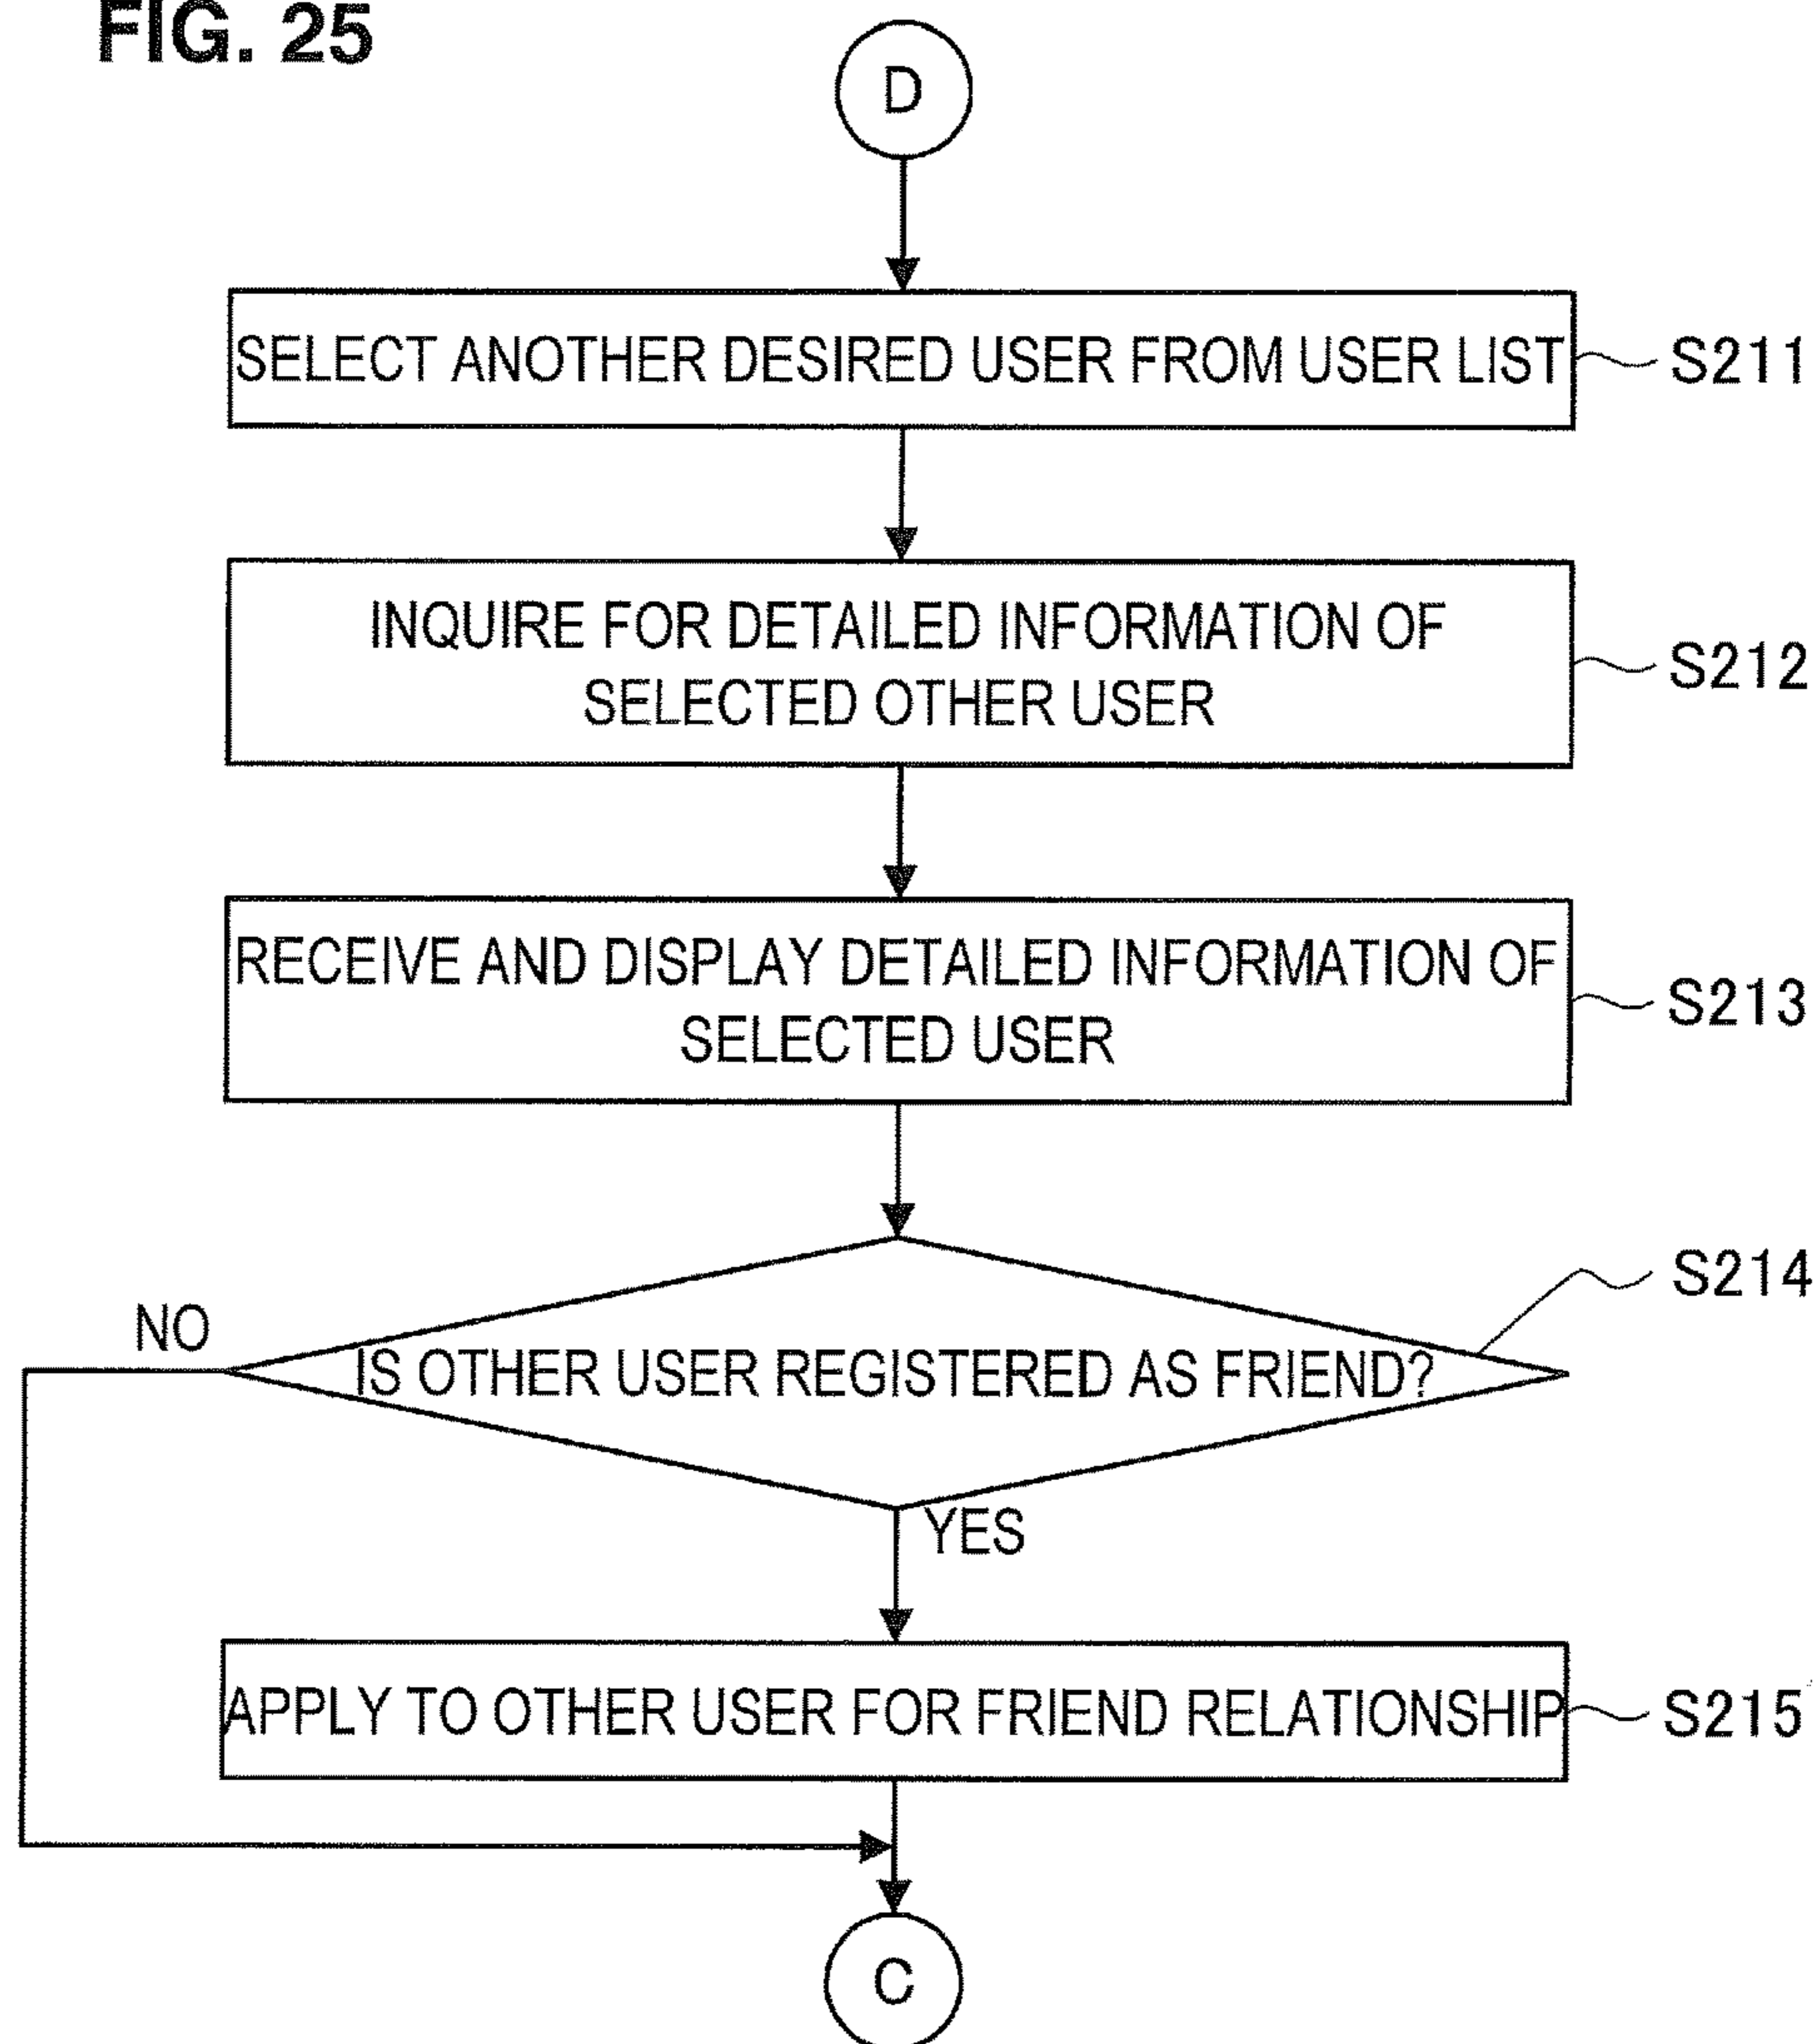 FIG. 25
D
SELECT ANOTHER DESIRED USER FROM USER LIST
S211
INQUIRE FOR DETAILED INFORMATION OF
SELECTED OTHER USER
S212
RECEIVE AND DISPLAY DETAILED INFORMATION OF
SELECTED USER
S213
S214
NO
IS OTHER USER REGISTERED AS FRIEND?
YES
APPLY TO OTHER USER FOR FRIEND RELATIONSHIP
S215
C